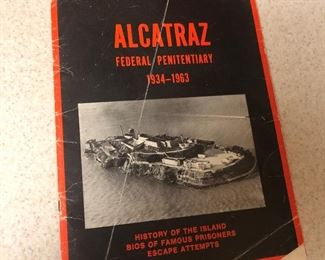 ALCATRAZ
FEDERAL PENITENTIARY
1934-1963
HISTORY OF THE ISLAND
BIOS OF FAMOUS PRISONERS
ESCAPE ATTEMPTS